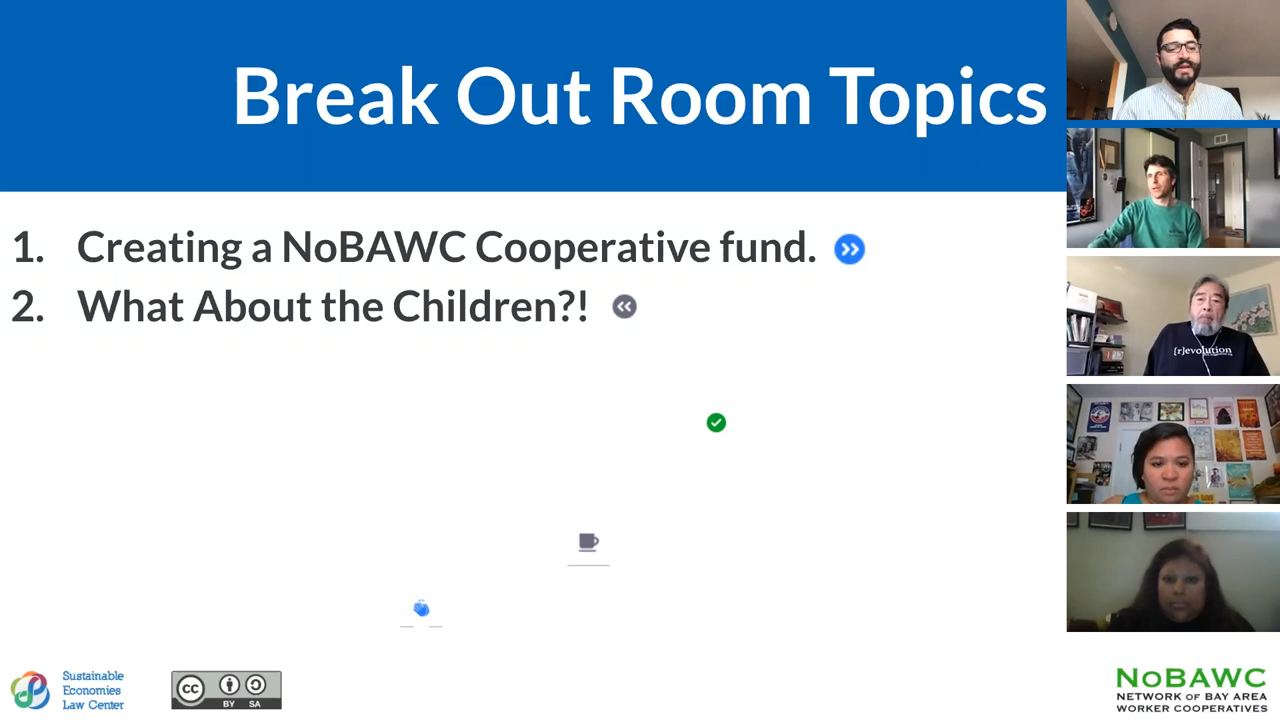 Break Out Room Topics
1. Creating a NoBAWC Cooperative fund.
2. What About the Children?!
[r]evolution
Sustainable
Economies
Law Center
CC
BY SA
NoBAWC
NETWORK OF BAY AREA
WORKER COOPERATIVES